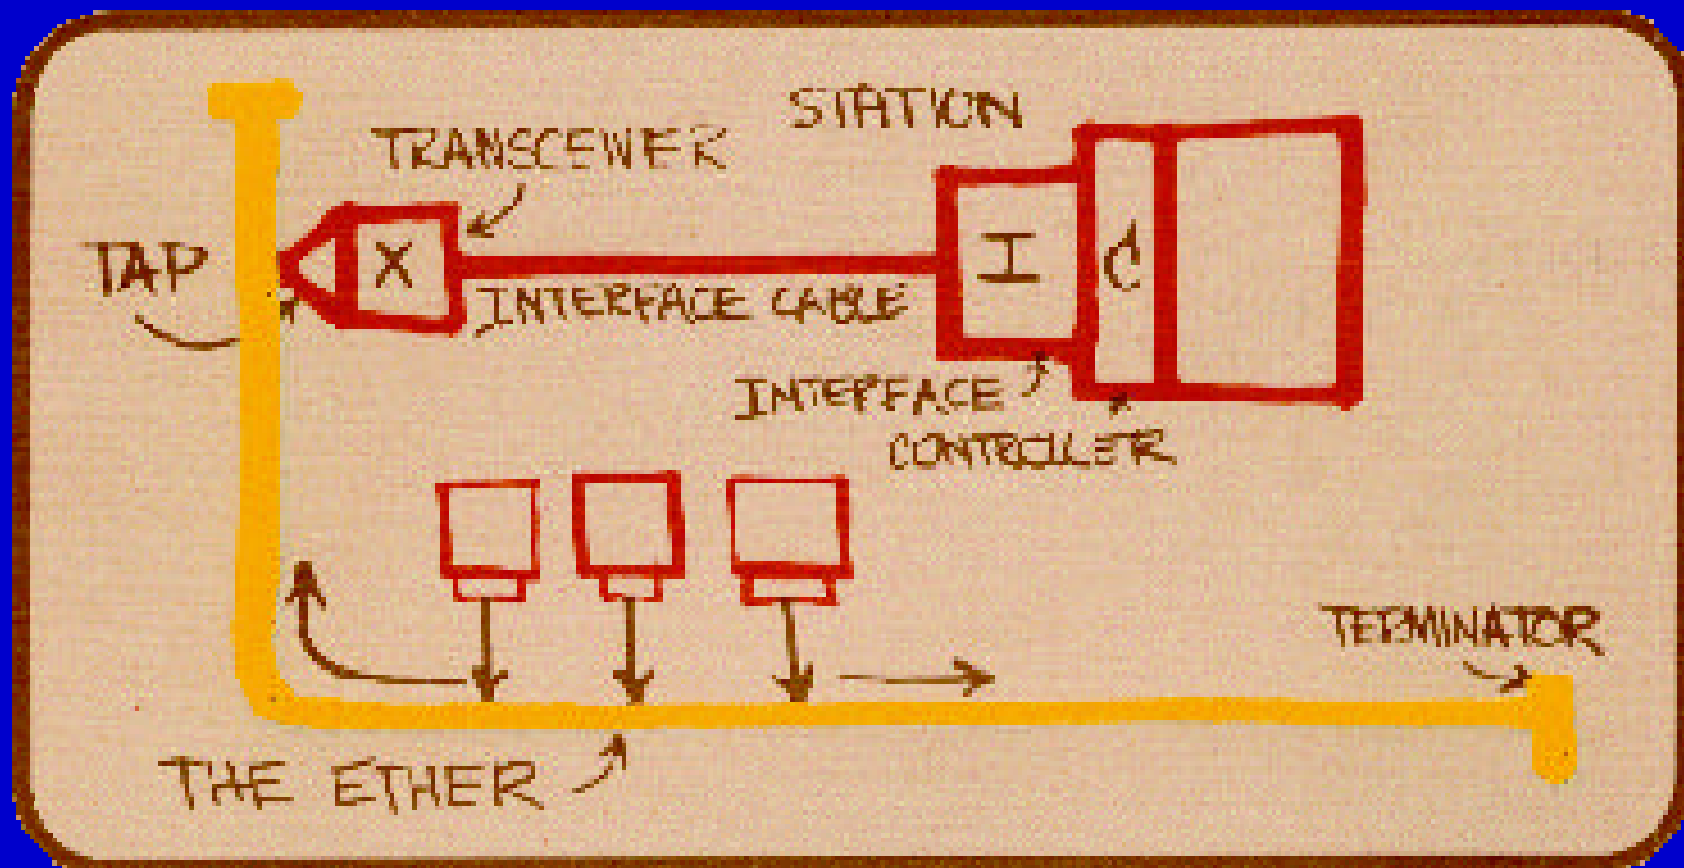 STATION
TRANSCEIVER
TAP
X
I
C
INTERFACE CABLE
INTERFACE
CONTROLLER
TERMINATOR
THE ETHER